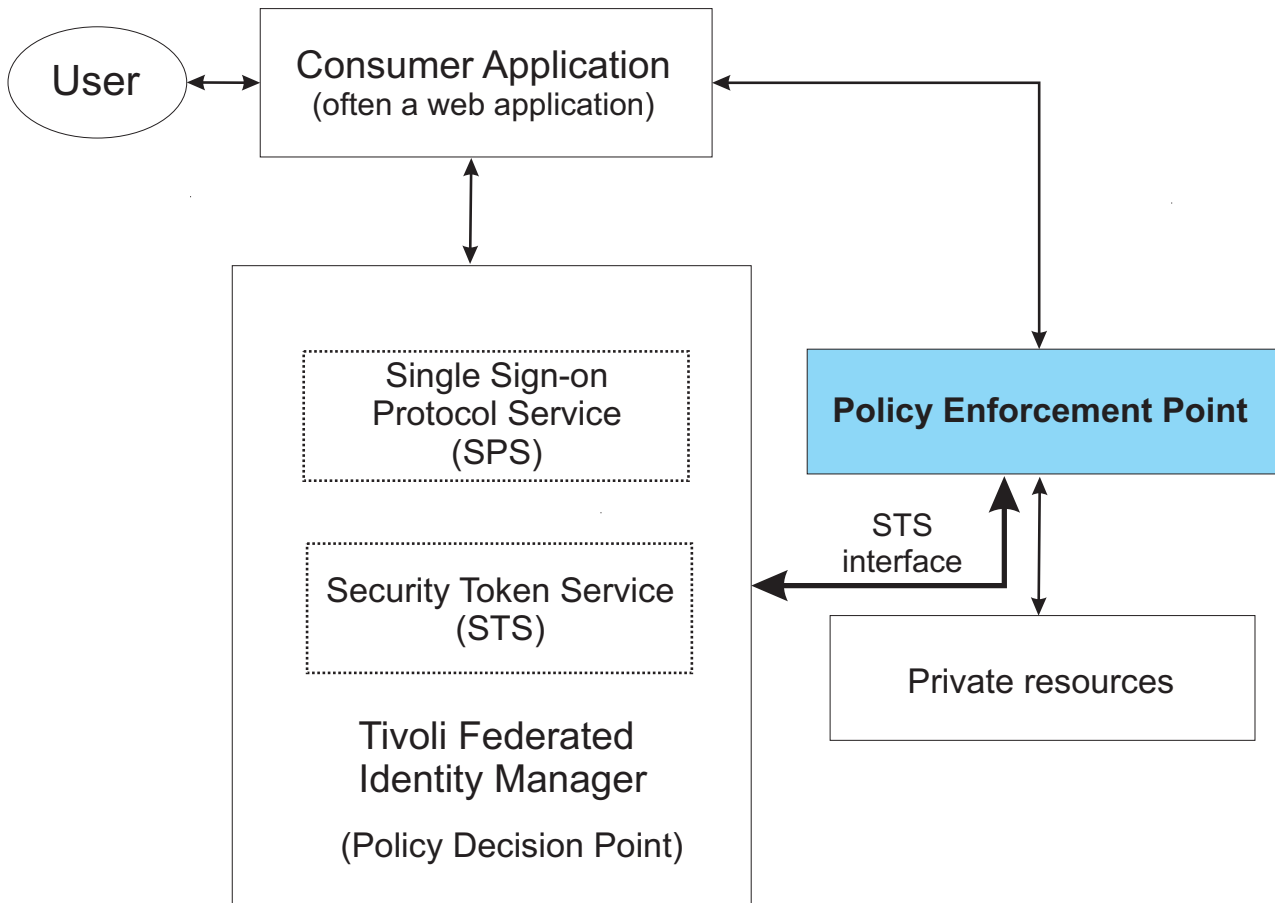 User
Consumer Application
(often a web application)
Single Sign-on
Protocol Service
(SPS)
Policy Enforcement Point
STS
interface
Security Token Service
(STS)
Private resources
Tivoli Federated
Identity Manager
(Policy Decision Point)